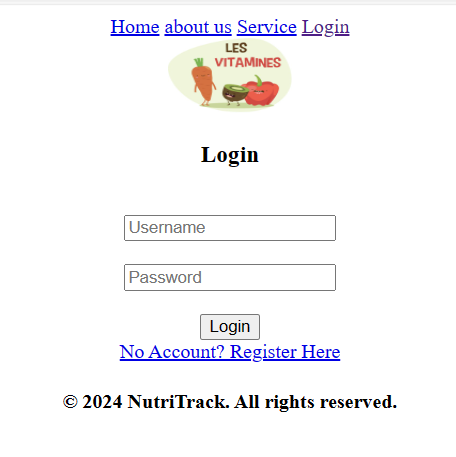 Home about us Service Login
LES
VITAMINES
Login
Username
Password
Login
No Account? Register Here
© 2024 NutriTrack. All rights reserved.